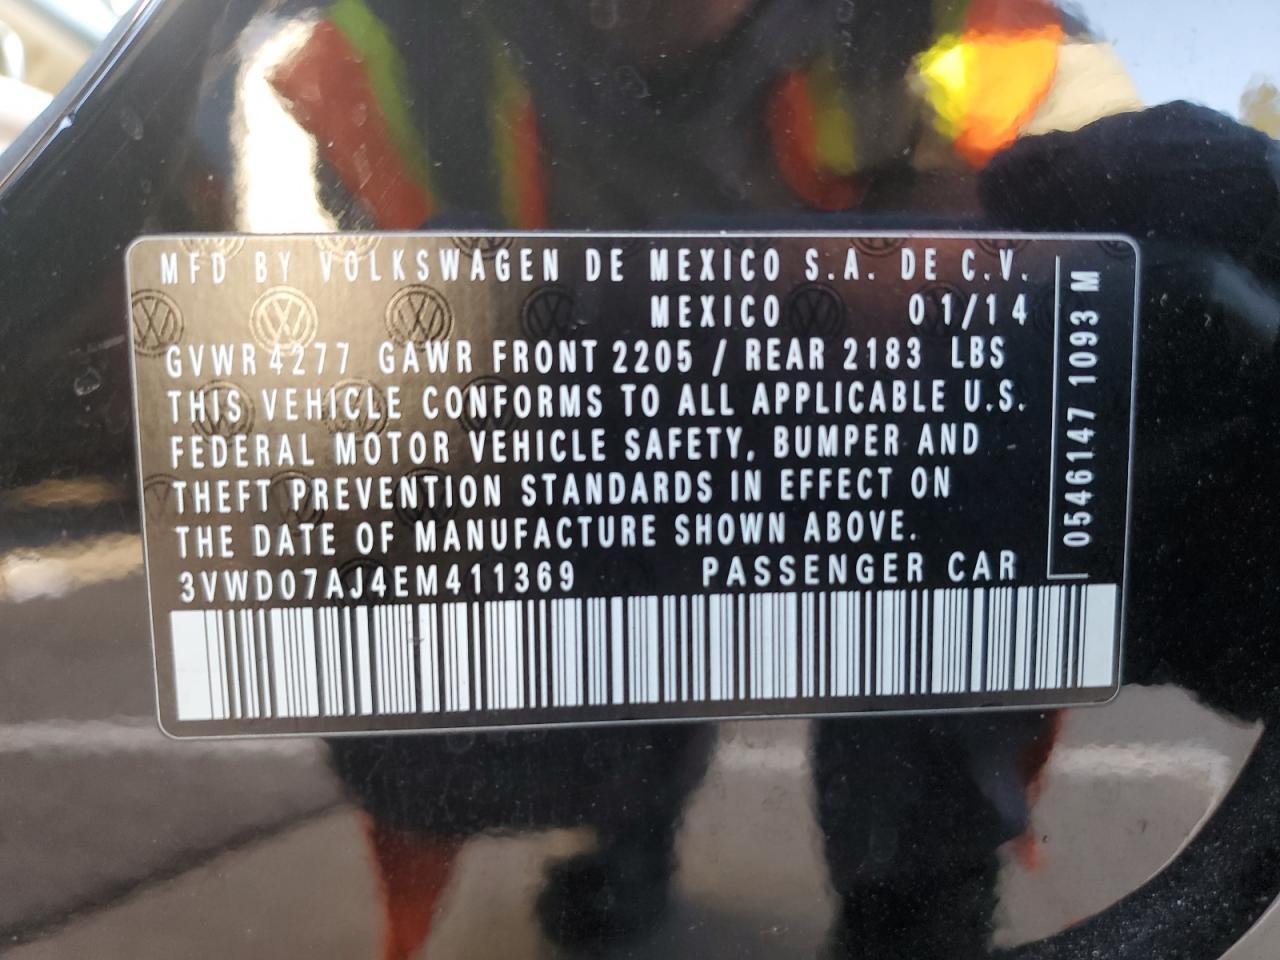 MFD BY VOLKSWAGEN DE MEXICO S.A. DE C.V.
MEXICO 01/14
GVWR 4277 GAWR FRONT 2205 / REAR 2183 LBS
THIS VEHICLE CONFORMS TO ALL APPLICABLE U.S.
FEDERAL MOTOR VEHICLE SAFETY, BUMPER AND
THEFT PREVENTION STANDARDS IN EFFECT ON
THE DATE OF MANUFACTURE SHOWN ABOVE.
3VWD07AJ4EM411369 PASSENGER CAR
0546147 1093 M